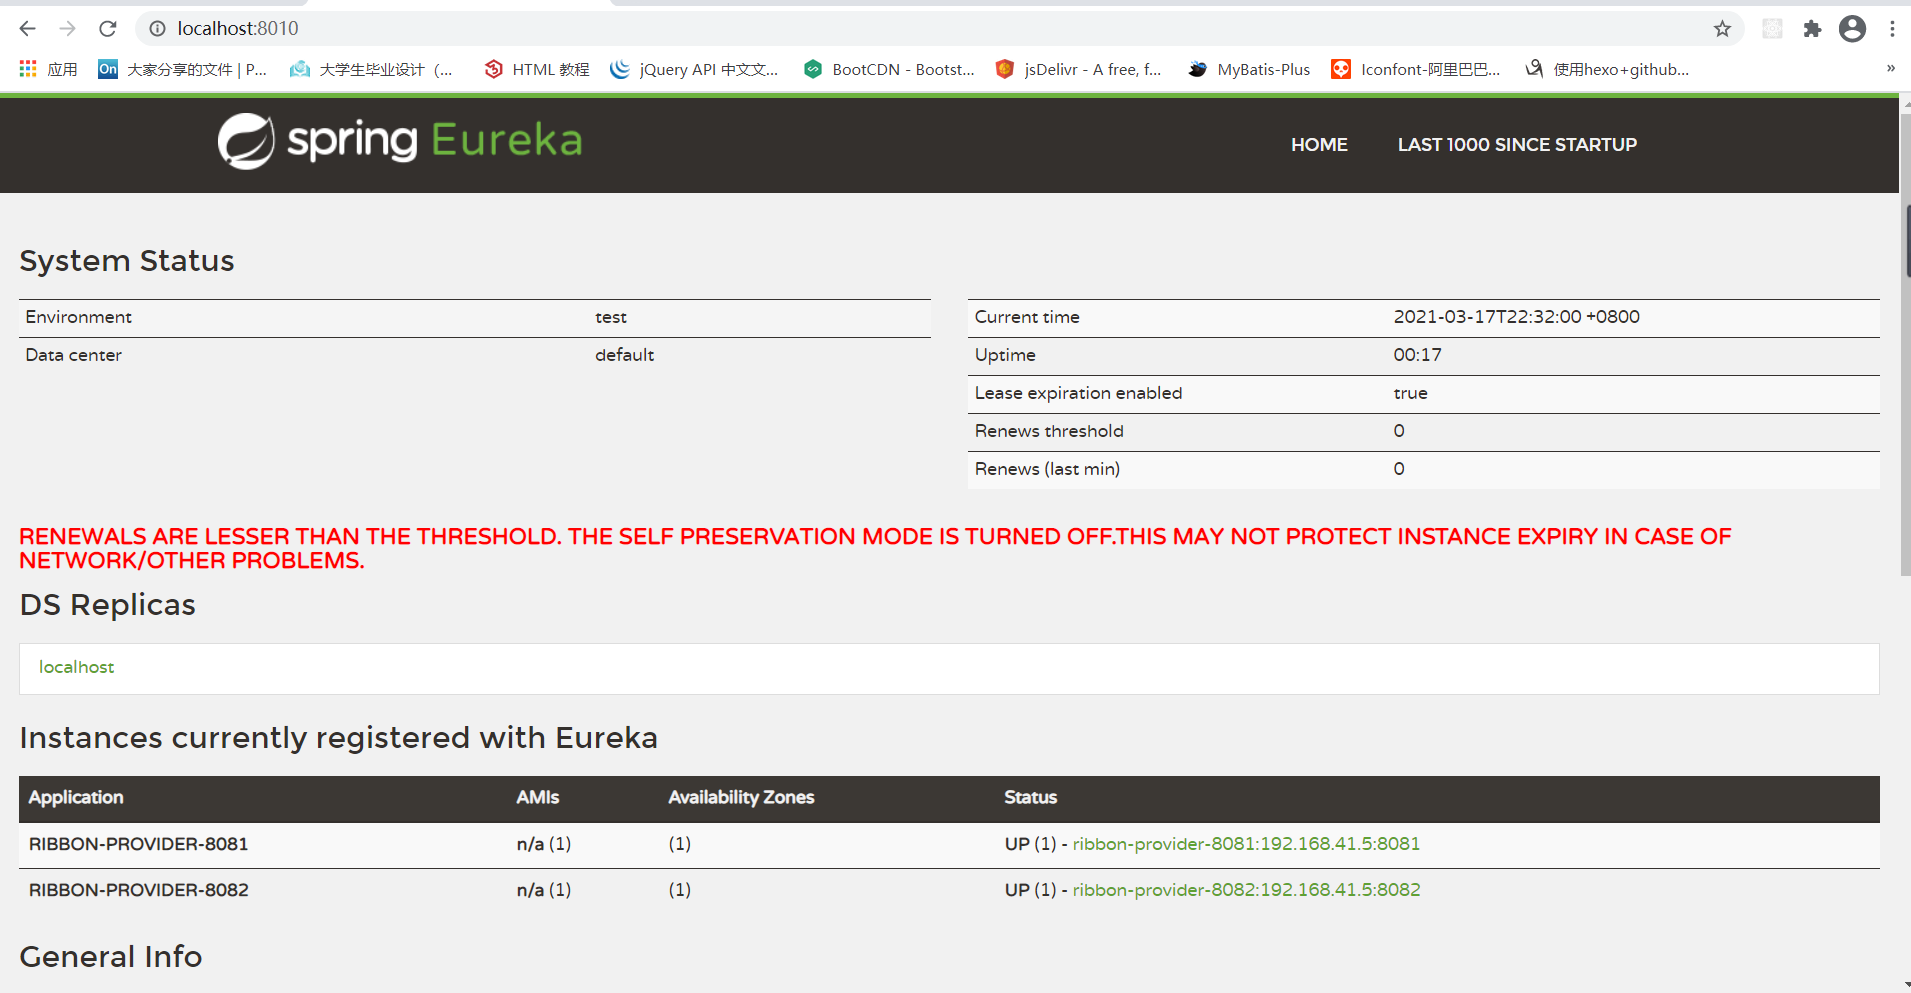 localhost:8010
应用 On 大家分享的文件 | P... 大学生毕业设计（... HTML 教程 jQuery API 中文文... BootCDN - Bootst... jsDelivr - A free, f... MyBatis-Plus Iconfont-阿里巴巴... 使用hexo+github... »
spring Eureka HOME LAST 1000 SINCE STARTUP
System Status
Environment test Current time 2021-03-17T22:32:00 +0800
Data center default Uptime 00:17
Lease expiration enabled true
Renews threshold 0
Renews (last min) 0
RENEWALS ARE LESSER THAN THE THRESHOLD. THE SELF PRESERVATION MODE IS TURNED OFF.THIS MAY NOT PROTECT INSTANCE EXPIRY IN CASE OF
NETWORK/OTHER PROBLEMS.
DS Replicas
localhost
Instances currently registered with Eureka
Application AMIs Availability Zones Status
RIBBON-PROVIDER-8081 n/a (1) (1) UP (1) - ribbon-provider-8081:192.168.41.5:8081
RIBBON-PROVIDER-8082 n/a (1) (1) UP (1) - ribbon-provider-8082:192.168.41.5:8082
General Info